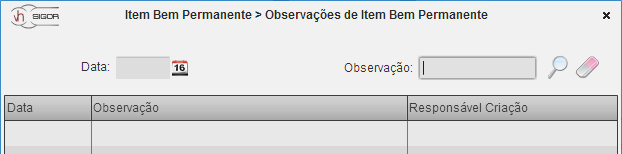 SIGOR
Item Bem Permanente > Observações de Item Bem Permanente
Data: 16 Observação:
Data Observação Responsável Criação